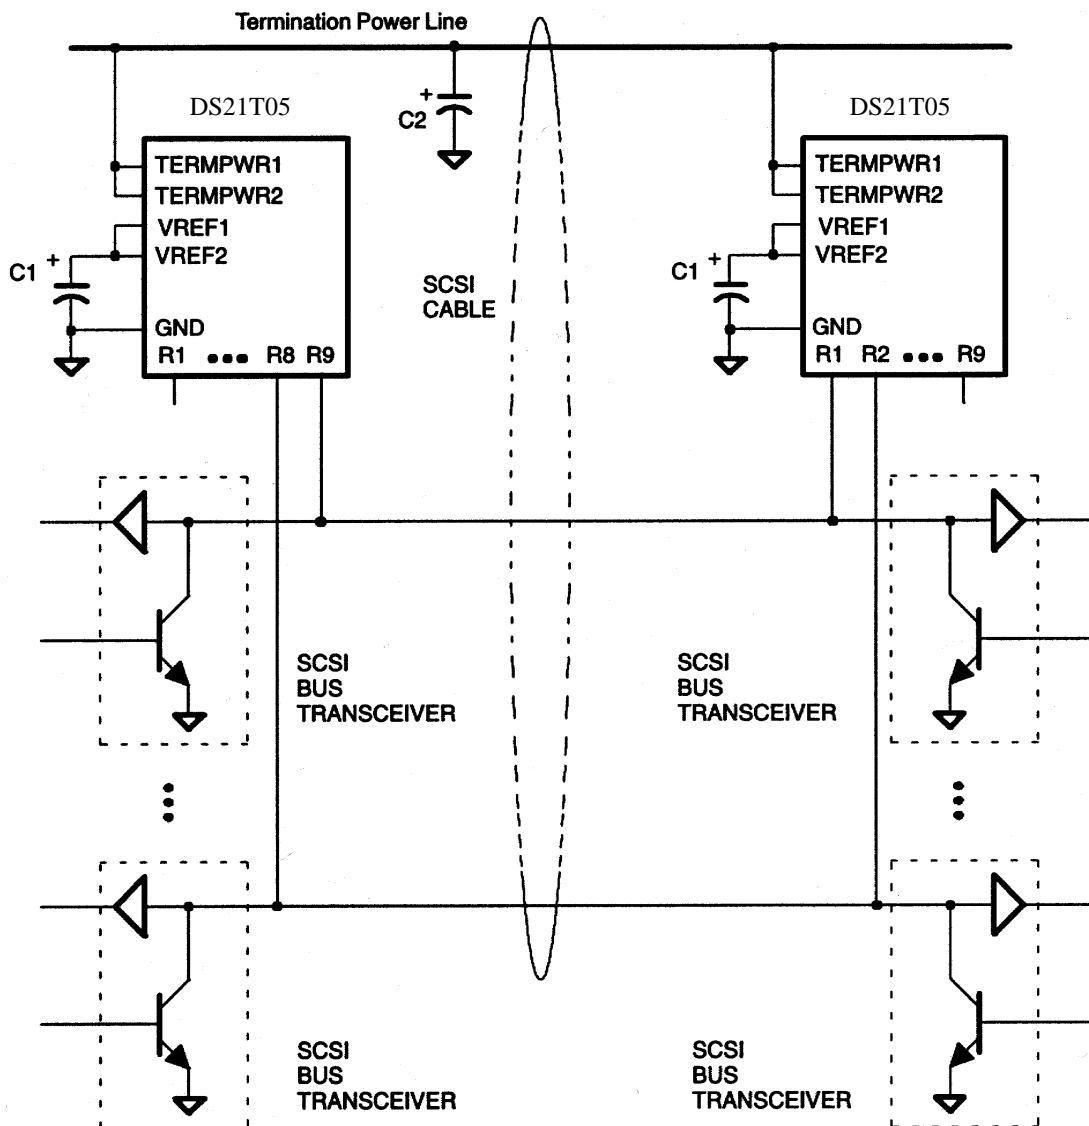 Termination Power Line
DS21T05
TERMPWR1
TERMPWR2
VREF1
VREF2
GND
R1 ••• R8 R9
C1 +
+
C2
SCSI
CABLE
DS21T05
TERMPWR1
TERMPWR2
VREF1
VREF2
GND
R1 R2 ••• R9
C1 +
SCSI
BUS
TRANSCEIVER
SCSI
BUS
TRANSCEIVER
SCSI
BUS
TRANSCEIVER
SCSI
BUS
TRANSCEIVER